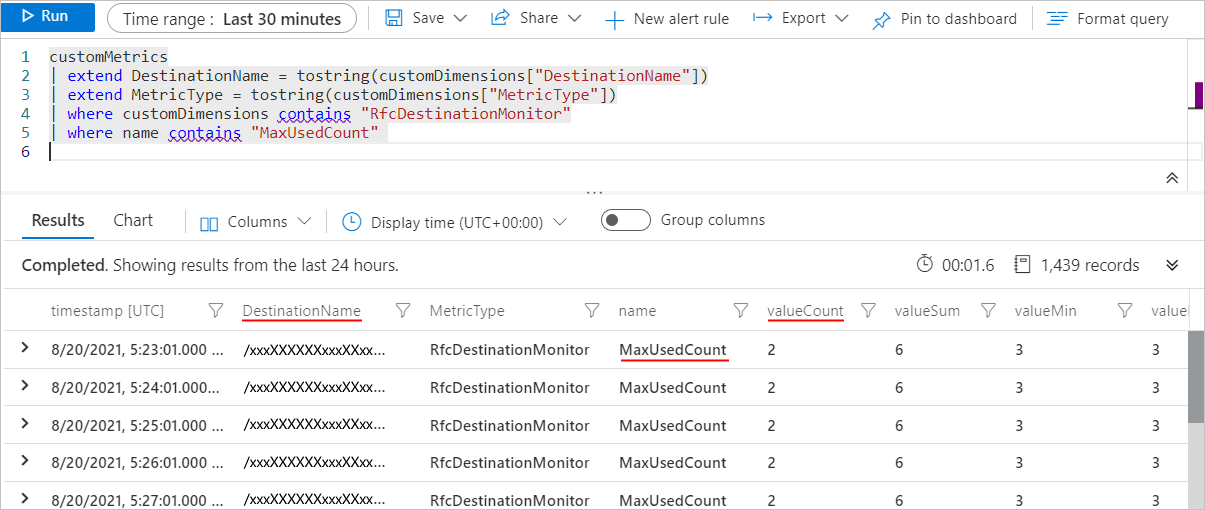 Run Time range : Last 30 minutes Save Share New alert rule Export Pin to dashboard Format query
1 customMetrics
2 | extend DestinationName = tostring(customDimensions["DestinationName"])
3 | extend MetricType = tostring(customDimensions["MetricType"])
4 | where customDimensions contains "RfcDestinationMonitor"
5 | where name contains "MaxUsedCount"
6
...
Results Chart Columns Display time (UTC+00:00) Group columns
Completed. Showing results from the last 24 hours. 00:01.6 1,439 records
timestamp [UTC] DestinationName MetricType name valueCount valueSum valueMin value
8/20/2021, 5:23:01.000 ... /xxxXXXXXXxxxXXxx... RfcDestinationMonitor MaxUsedCount 2 6 3 3
8/20/2021, 5:24:01.000 ... /xxxXXXXXXxxxXXxx... RfcDestinationMonitor MaxUsedCount 2 6 3 3
8/20/2021, 5:25:01.000 ... /xxxXXXXXXxxxXXxx... RfcDestinationMonitor MaxUsedCount 2 6 3 3
8/20/2021, 5:26:01.000 ... /xxxXXXXXXxxxXXxx... RfcDestinationMonitor MaxUsedCount 2 6 3 3
8/20/2021, 5:27:01.000 ... /xxxXXXXXXxxxXXxx... RfcDestinationMonitor MaxUsedCount 2 6 3 3